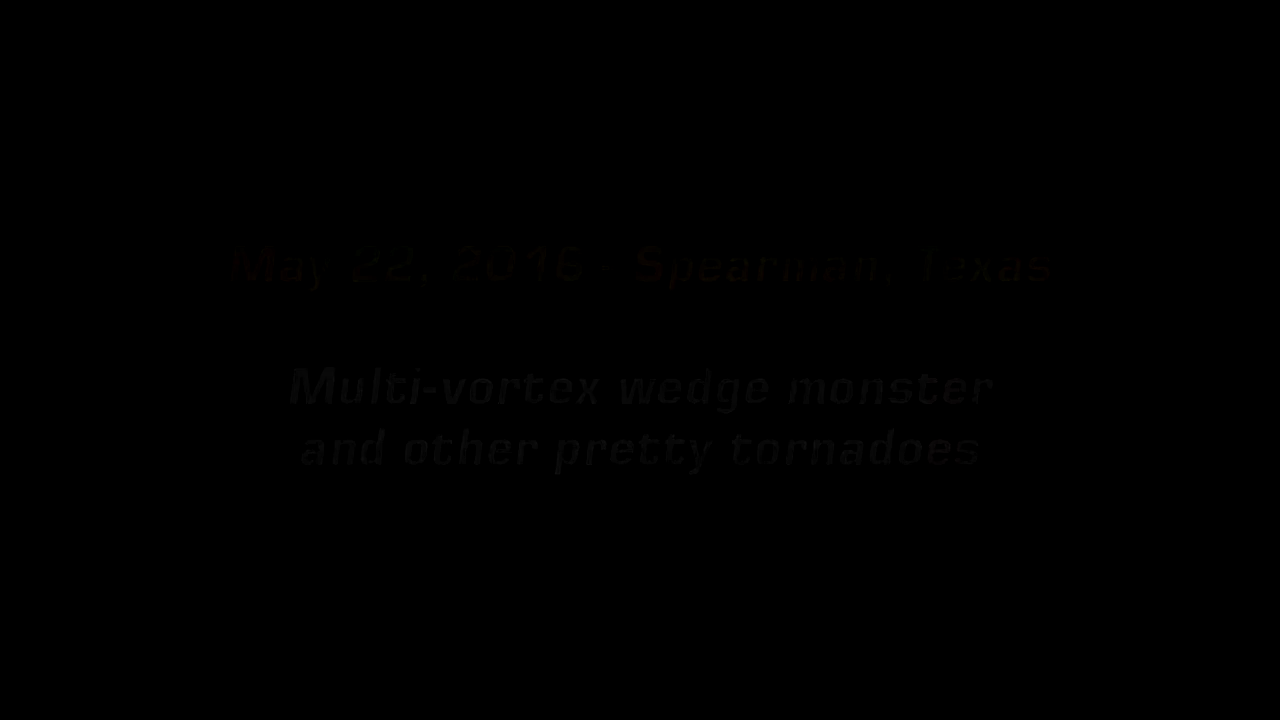 May 22, 2016 - Spearman, Texas
Multi-vortex wedge monster
and other pretty tornadoes